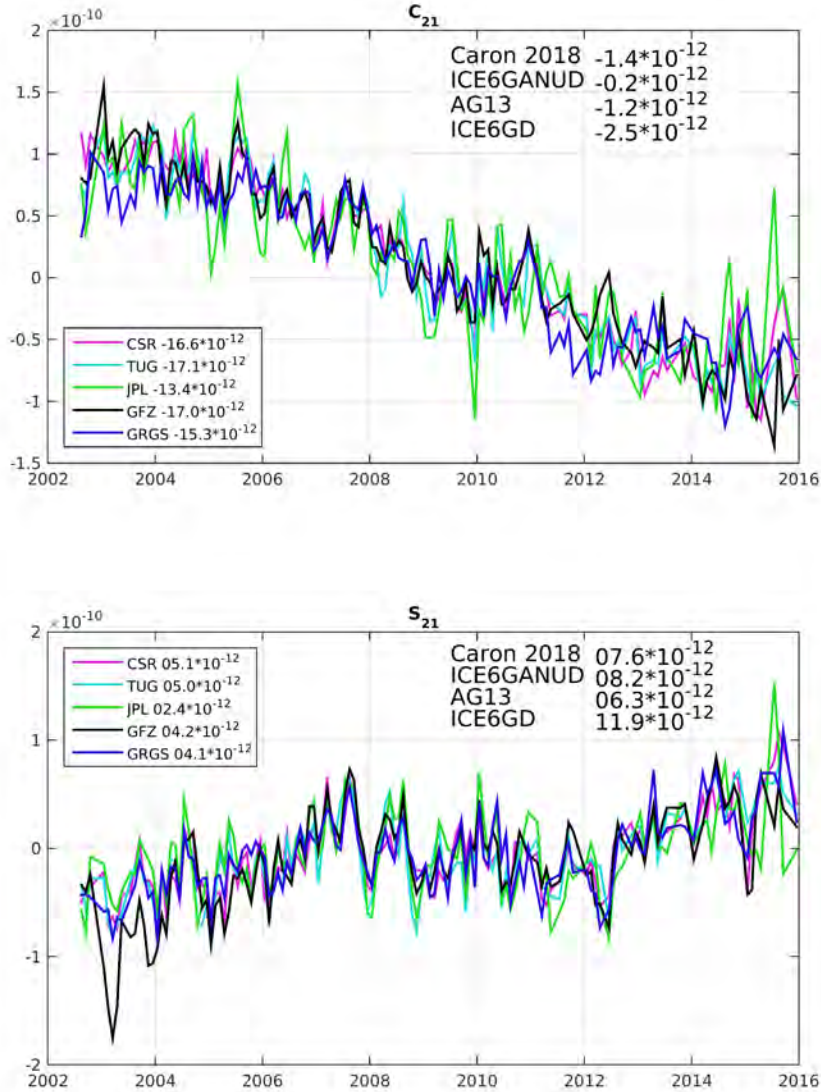 ×10⁻¹⁰
C₂₁
2
Caron 2018 -1.4*10⁻¹²
ICE6GANUD -0.2*10⁻¹²
AG13 -1.2*10⁻¹²
ICE6GD -2.5*10⁻¹²
1.5
1
0.5
0
-0.5
CSR -16.6*10⁻¹²
TUG -17.1*10⁻¹²
JPL -13.4*10⁻¹²
-1
GFZ -17.0*10⁻¹²
GRGS -15.3*10⁻¹²
-1.5
2002 2004 2006 2008 2010 2012 2014 2016
×10⁻¹⁰
S₂₁
2
CSR 05.1*10⁻¹²
TUG 05.0*10⁻¹²
JPL 02.4*10⁻¹²
GFZ 04.2*10⁻¹²
GRGS 04.1*10⁻¹²
Caron 2018 07.6*10⁻¹²
ICE6GANUD 08.2*10⁻¹²
AG13 06.3*10⁻¹²
ICE6GD 11.9*10⁻¹²
1
0
-1
-2
2002 2004 2006 2008 2010 2012 2014 2016